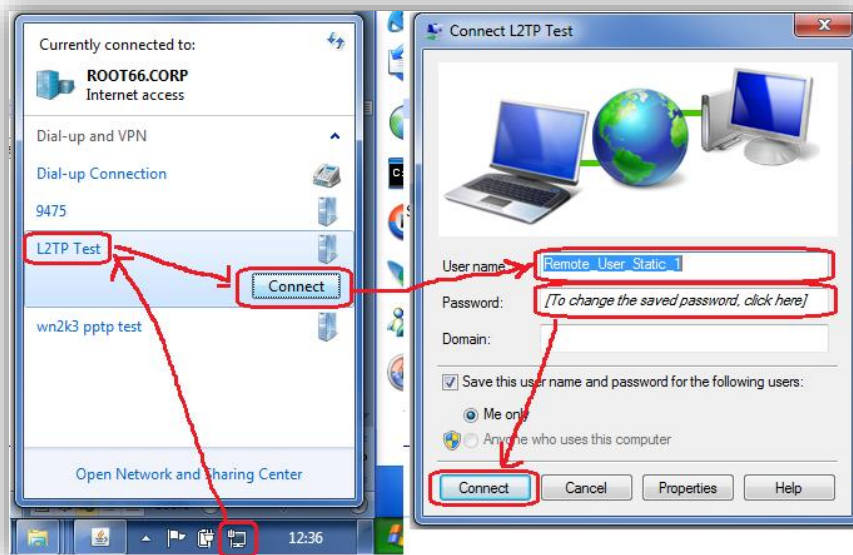 Currently connected to:
ROOT66.CORP
Internet access
Dial-up and VPN
Dial-up Connection
9475
L2TP Test
Connect
wn2k3 pptp test
Open Network and Sharing Center
12:36
Connect L2TP Test
User name:
Remote_User_Static_1
Password:
[To change the saved password, click here]
Domain:
Save this user name and password for the following users:
Me only
Anyone who uses this computer
Connect
Cancel
Properties
Help